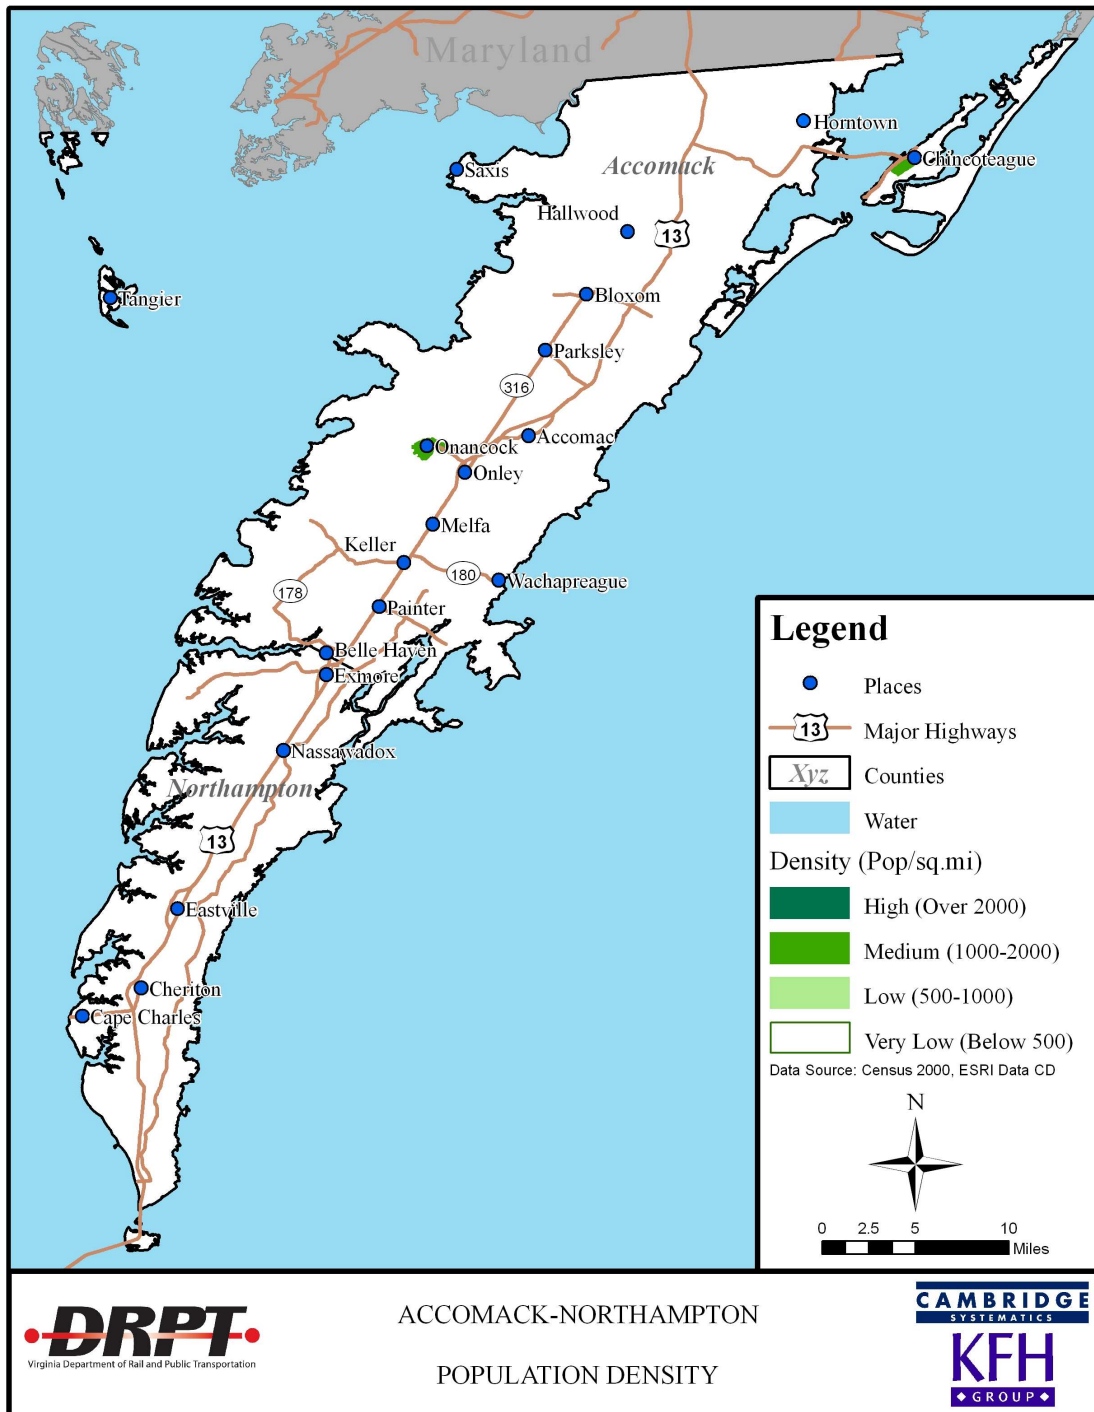 Maryland
Horntown
Chincoteague
Accomack
Saxis
Hallwood
13
Tangier
Bloxom
Parksley
316
Accomac
Onancock
Onley
Melfa
Keller
180
Wachapreague
178
Painter
Belle Haven
Exmore
Nassawadox
Northampton
13
Eastville
Cheriton
Cape Charles
Legend
Places
13 Major Highways
Xyz Counties
Water
Density (Pop/sq.mi)
High (Over 2000)
Medium (1000-2000)
Low (500-1000)
Very Low (Below 500)
Data Source: Census 2000, ESRI Data CD
N
0 2.5 5 10
Miles
DRPT
Virginia Department of Rail and Public Transportation
ACCOMACK-NORTHAMPTON
POPULATION DENSITY
CAMBRIDGE
SYSTEMATICS
KFH
GROUP